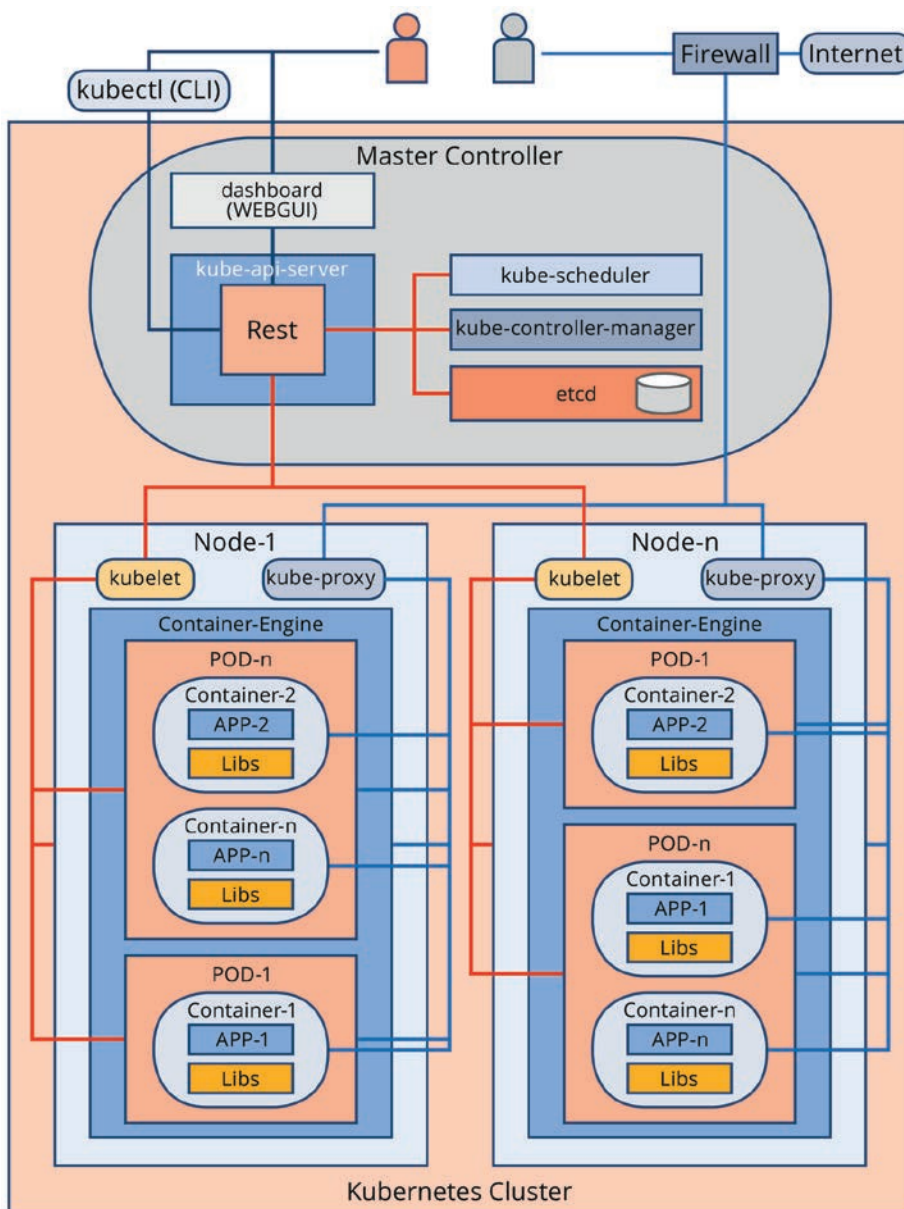 Firewall
Internet
kubectl (CLI)
Master Controller
dashboard
(WEBGUI)
kube-api-server
Rest
kube-scheduler
kube-controller-manager
etcd
Node-1
kubelet
kube-proxy
Container-Engine
POD-n
Container-2
APP-2
Libs
Container-n
APP-n
Libs
POD-1
Container-1
APP-1
Libs
Node-n
kubelet
kube-proxy
Container-Engine
POD-1
Container-2
APP-2
Libs
POD-n
Container-1
APP-1
Libs
Container-n
APP-n
Libs
Kubernetes Cluster